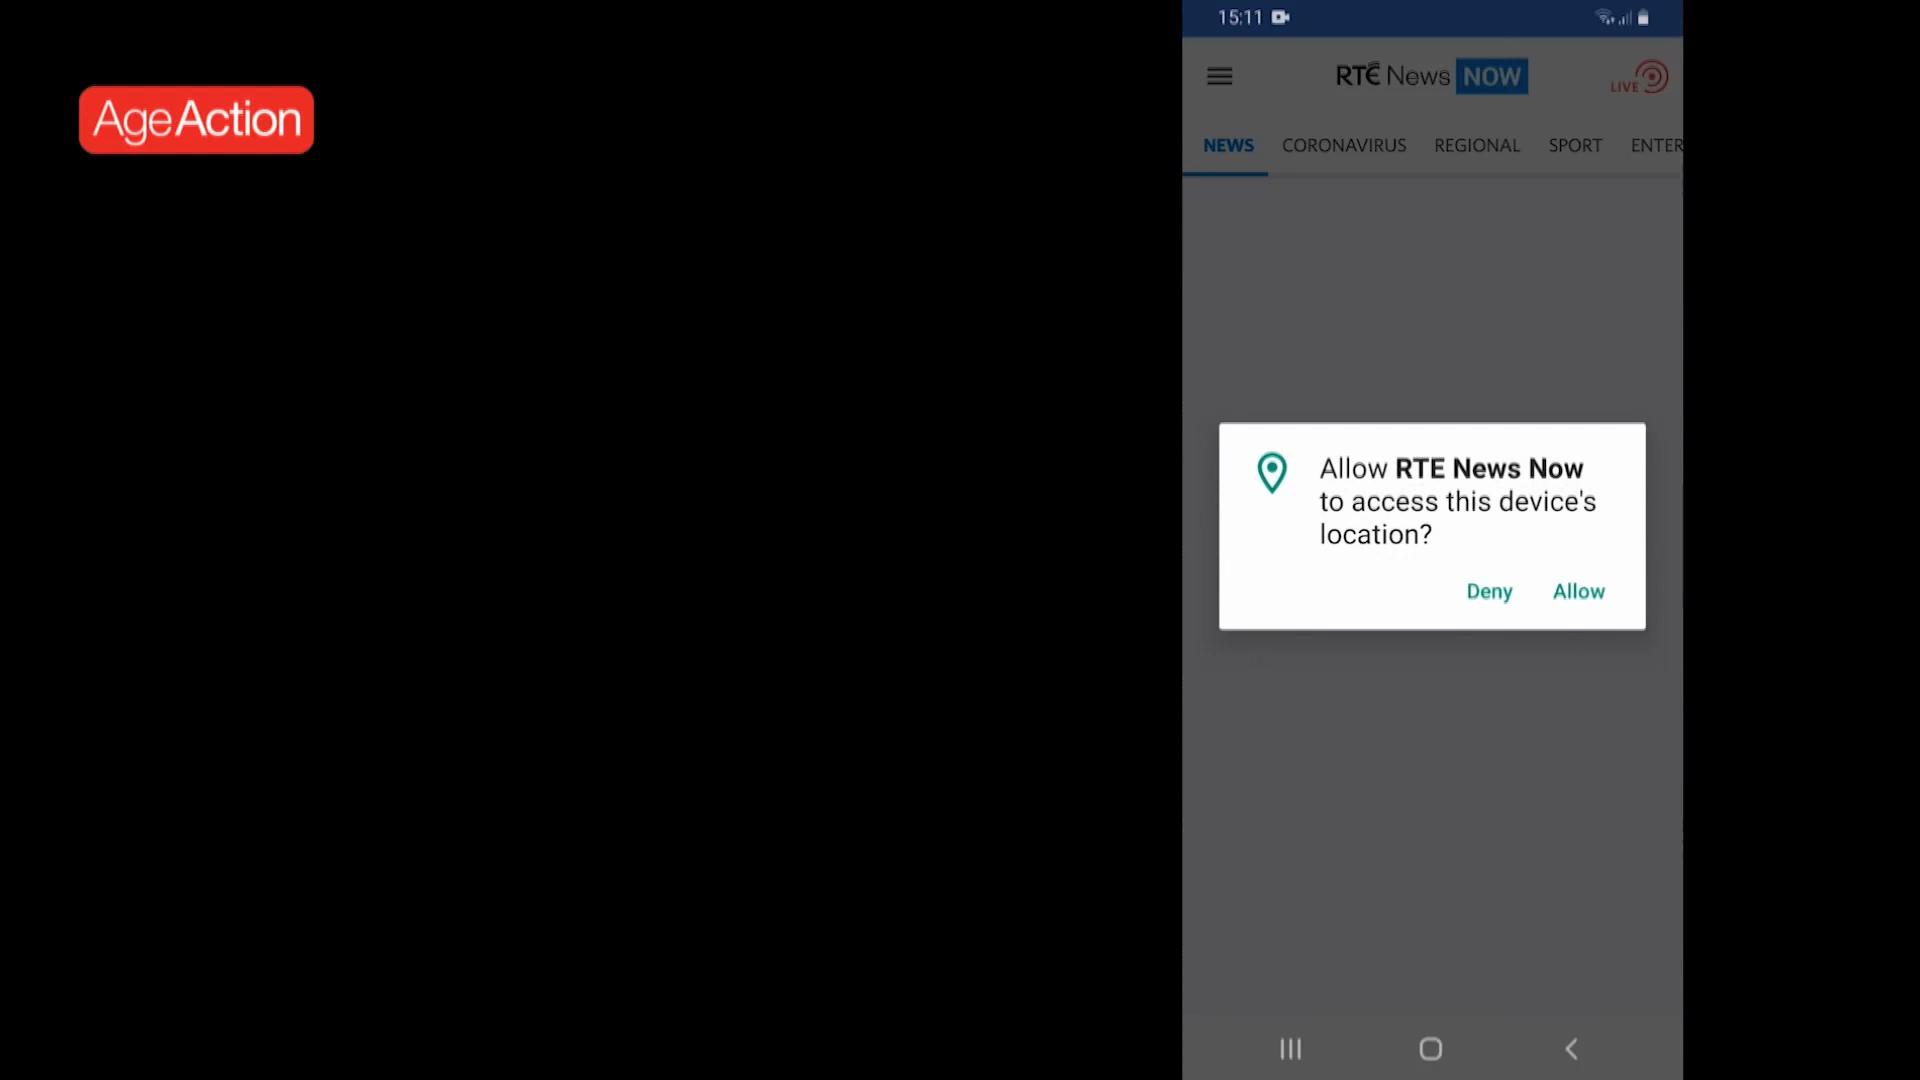 AgeAction
15:11
RTÉ News NOW
LIVE
NEWS CORONAVIRUS REGIONAL SPORT ENTER
Allow RTE News Now
to access this device's
location?
Deny Allow